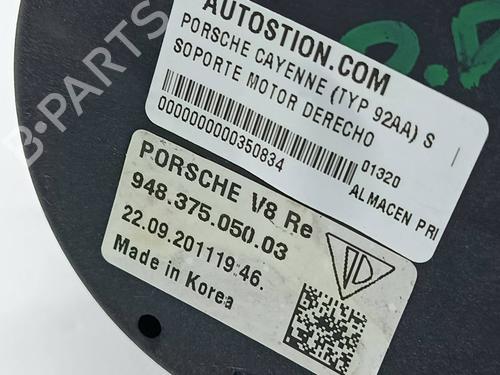 AUTOSTION.COM
PORSCHE CAYENNE (TYP 92AA) S
SOPORTE MOTOR DERECHO
0000000000350834
01320
ALMACEN PRI
PORSCHE V8 Re
948.375.050.03
22.09.201119:46.
Made in Korea